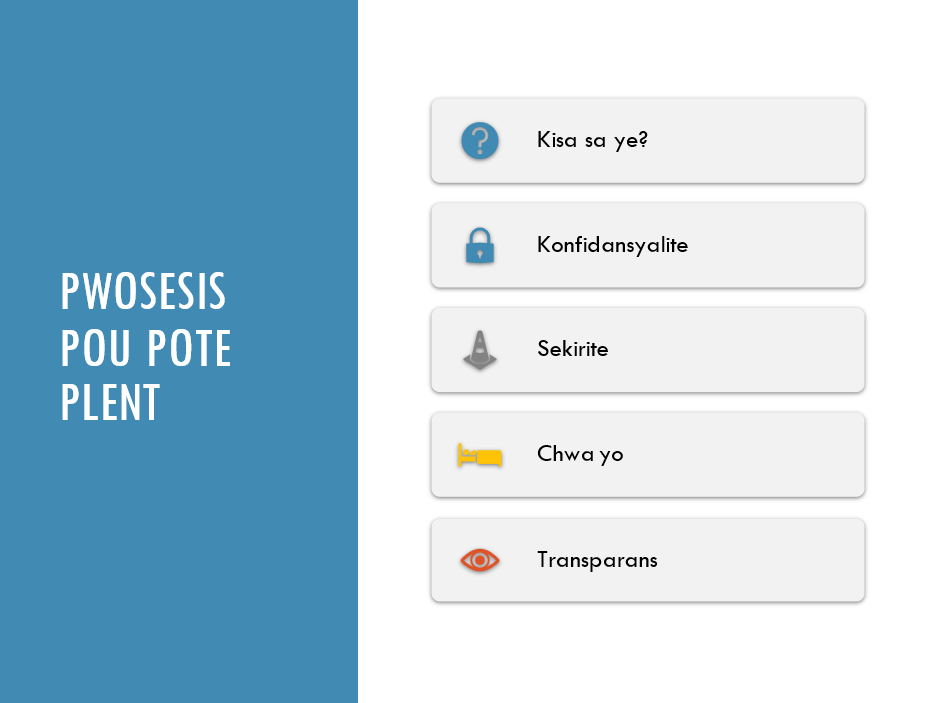 PWOSESIS
POU POTE
PLENT
Kisa sa ye?
Konfidansyalite
Sekirite
Chwa yo
Transparans